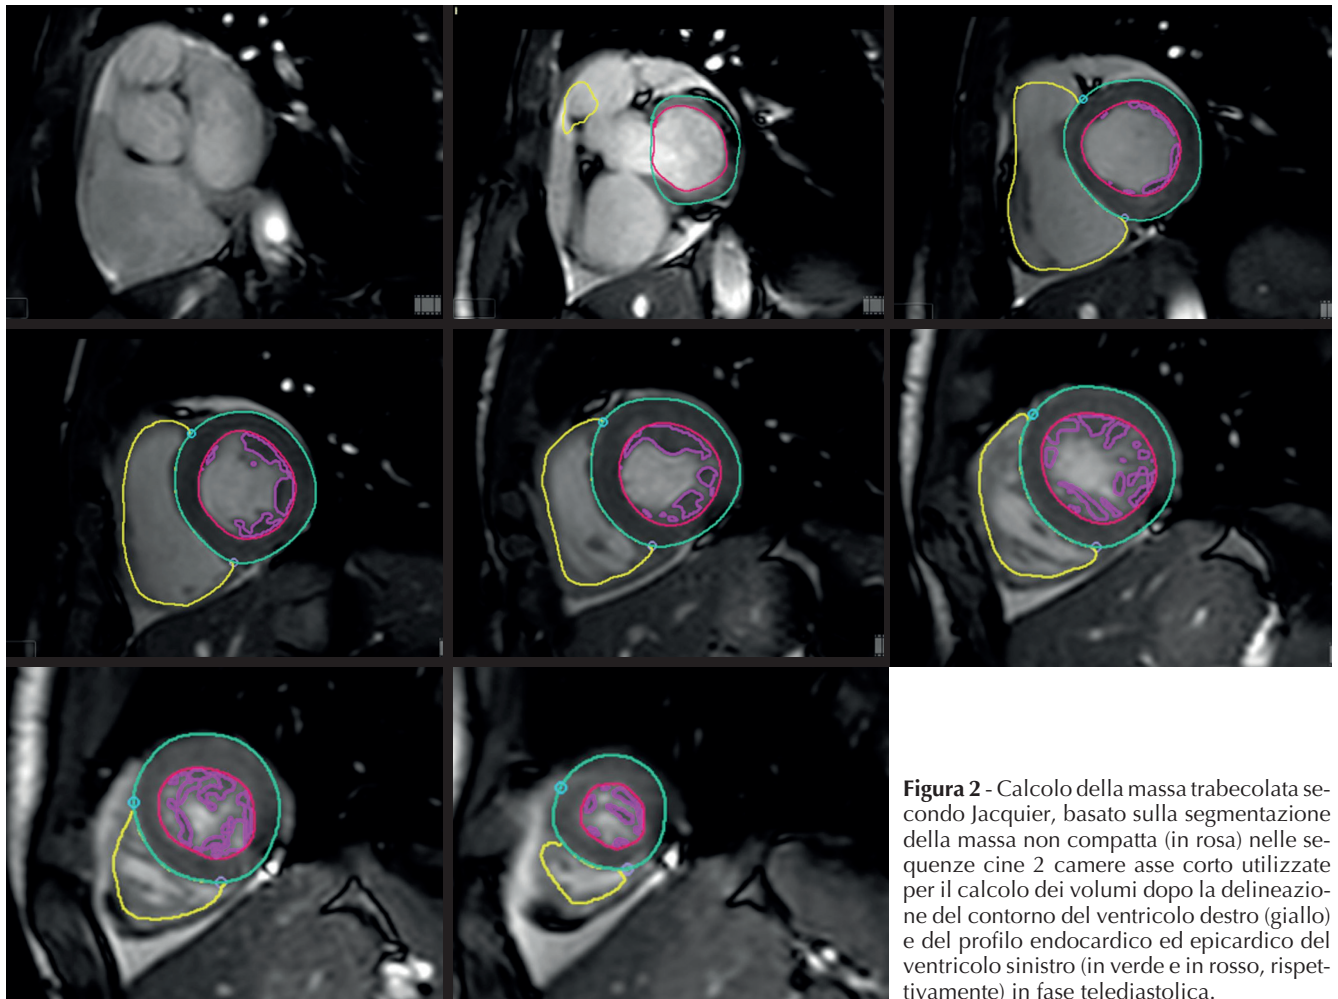 Figura 2 - Calcolo della massa trabecolata se-
condo Jacquier, basato sulla segmentazione
della massa non compatta (in rosa) nelle se-
quenze cine 2 camere asse corto utilizzate
per il calcolo dei volumi dopo la delineazio-
ne del contorno del ventricolo destro (giallo)
e del profilo endocardico ed epicardico del
ventricolo sinistro (in verde e in rosso, rispet-
tivamente) in fase telediastolica.